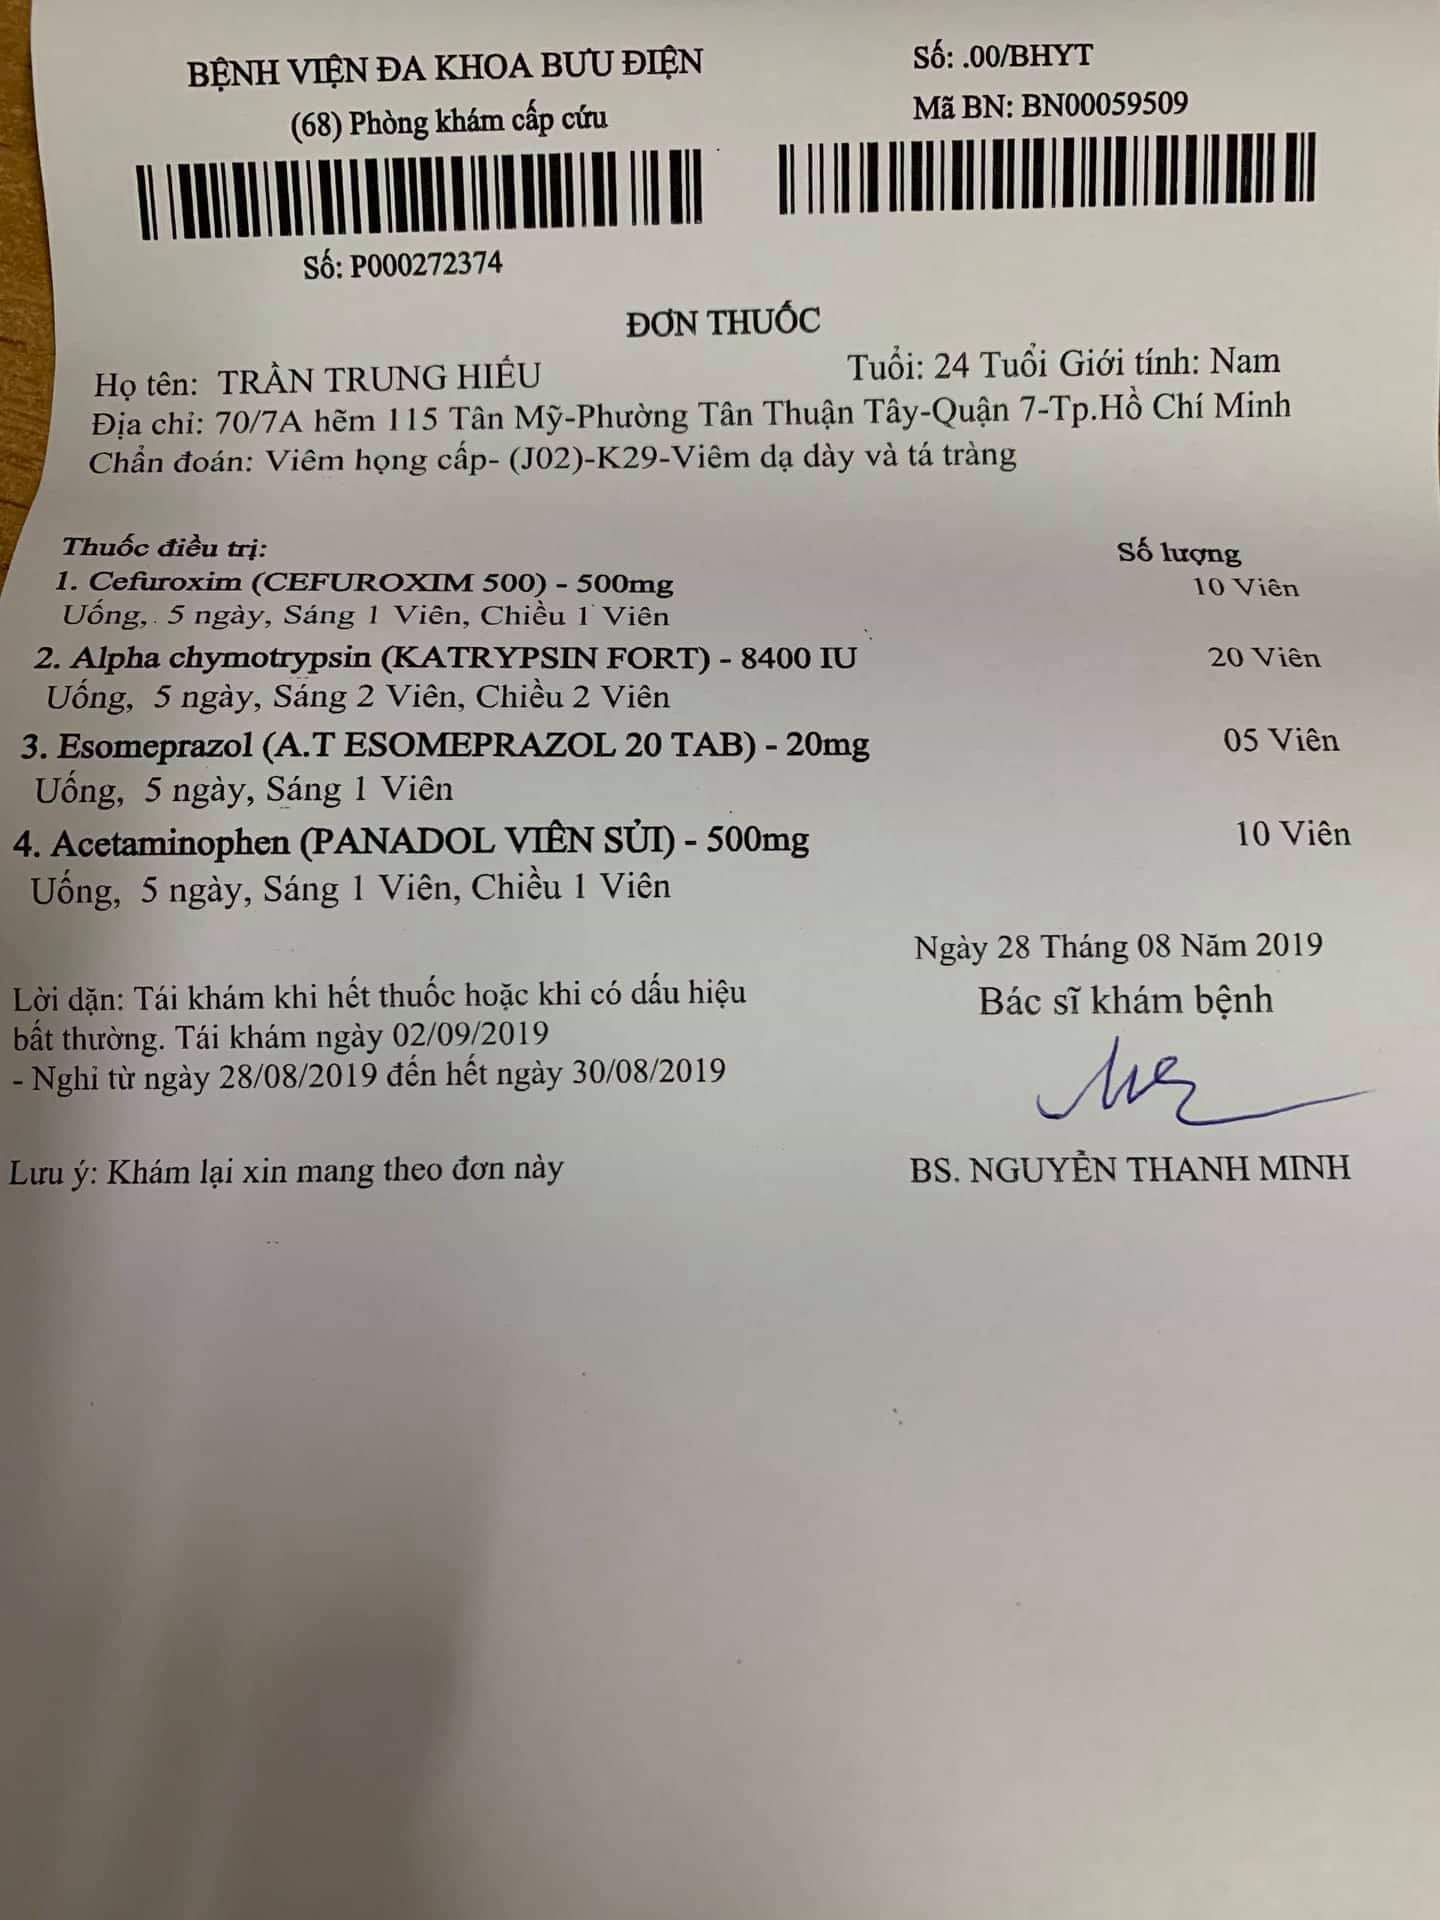 BỆNH VIỆN ĐA KHOA BƯU ĐIỆN
Số: .00/BHYT
(68) Phòng khám cấp cứu
Mã BN: BN00059509
Số: P000272374
ĐƠN THUỐC
Họ tên: TRẦN TRUNG HIẾU
Tuổi: 24 Tuổi Giới tính: Nam
Địa chỉ: 70/7A hẽm 115 Tân Mỹ-Phường Tân Thuận Tây-Quận 7-Tp.Hồ Chí Minh
Chẩn đoán: Viêm họng cấp- (J02)-K29-Viêm dạ dày và tá tràng
Thuốc điều trị:
Số lượng
1. Cefuroxim (CEFUROXIM 500) - 500mg
10 Viên
Uống, 5 ngày, Sáng 1 Viên, Chiều 1 Viên
2. Alpha chymotrypsin (KATRYPSIN FORT) - 8400 IU
20 Viên
Uống, 5 ngày, Sáng 2 Viên, Chiều 2 Viên
3. Esomeprazol (A.T ESOMEPRAZOL 20 TAB) - 20mg
05 Viên
Uống, 5 ngày, Sáng 1 Viên
4. Acetaminophen (PANADOL VIÊN SỦI) - 500mg
10 Viên
Uống, 5 ngày, Sáng 1 Viên, Chiều 1 Viên
Ngày 28 Tháng 08 Năm 2019
Lời dặn: Tái khám khi hết thuốc hoặc khi có dấu hiệu
Bác sĩ khám bệnh
bất thường. Tái khám ngày 02/09/2019
- Nghỉ từ ngày 28/08/2019 đến hết ngày 30/08/2019
Lưu ý: Khám lại xin mang theo đơn này
BS. NGUYỄN THANH MINH